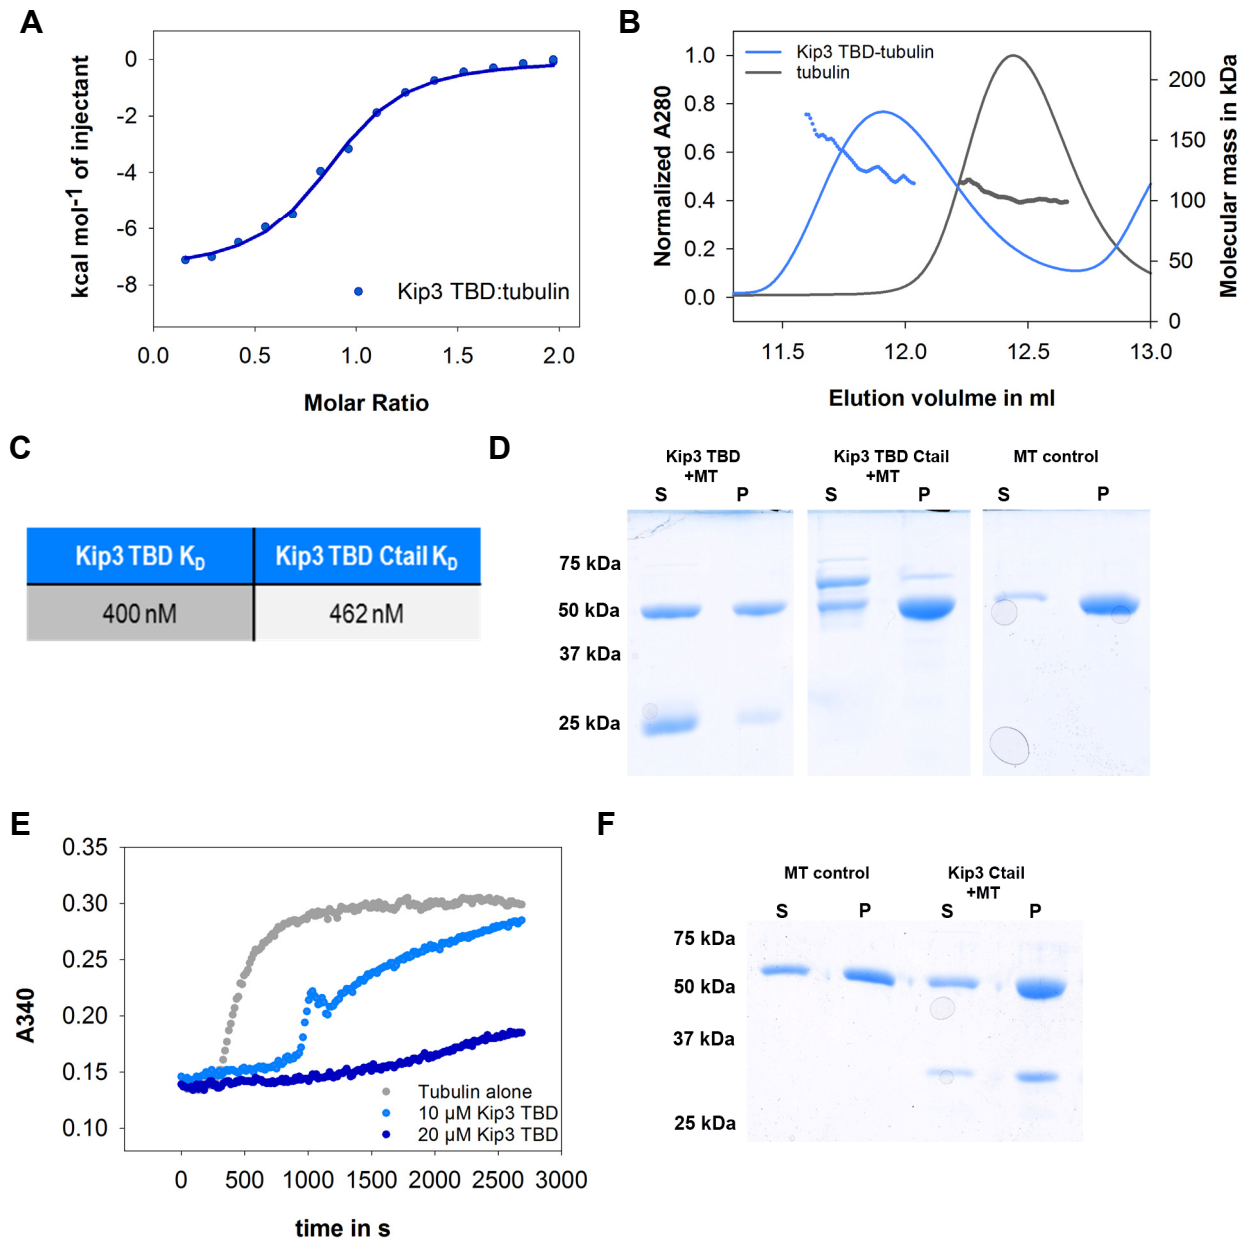 A
kcal mol-1 of injectant
0
-2
-4
-6
-8
Kip3 TBD:tubulin
0.0 0.5 1.0 1.5 2.0
Molar Ratio
B
Normalized A280
1.0
0.8
0.6
0.4
0.2
0.0
Kip3 TBD-tubulin
tubulin
200
150
100
50
0
Molecular mass in kDa
11.5 12.0 12.5 13.0
Elution volulme in ml
C
Kip3 TBD KD Kip3 TBD Ctail KD
400 nM 462 nM
D
Kip3 TBD
+MT
S P
Kip3 TBD Ctail
+MT
S P
MT control
S P
75 kDa
50 kDa
37 kDa
25 kDa
E
A340
0.35
0.30
0.25
0.20
0.15
0.10
Tubulin alone
10 µM Kip3 TBD
20 µM Kip3 TBD
0 500 1000 1500 2000 2500 3000
time in s
F
MT control
S P
Kip3 Ctail
+MT
S P
75 kDa
50 kDa
37 kDa
25 kDa